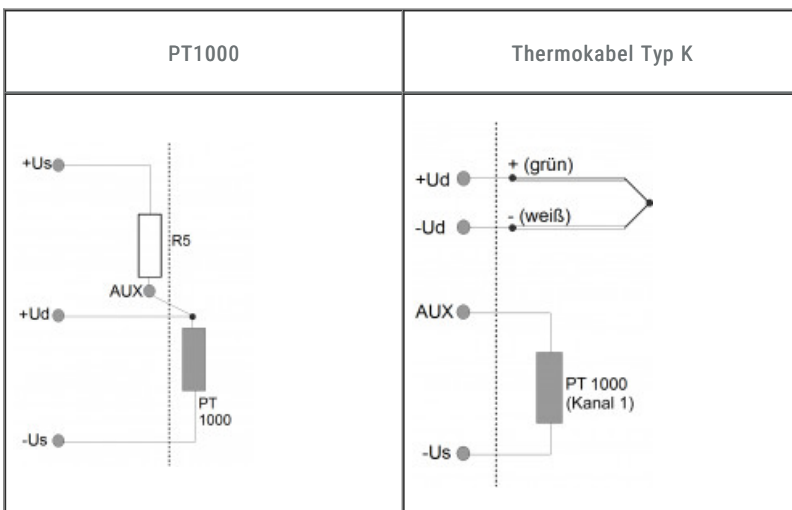 PT1000
Thermokabel Typ K
+Us
R5
AUX
+Ud
PT
1000
-Us
+ (grün)
+Ud
- (weiß)
-Ud
AUX
PT 1000
(Kanal 1)
-Us